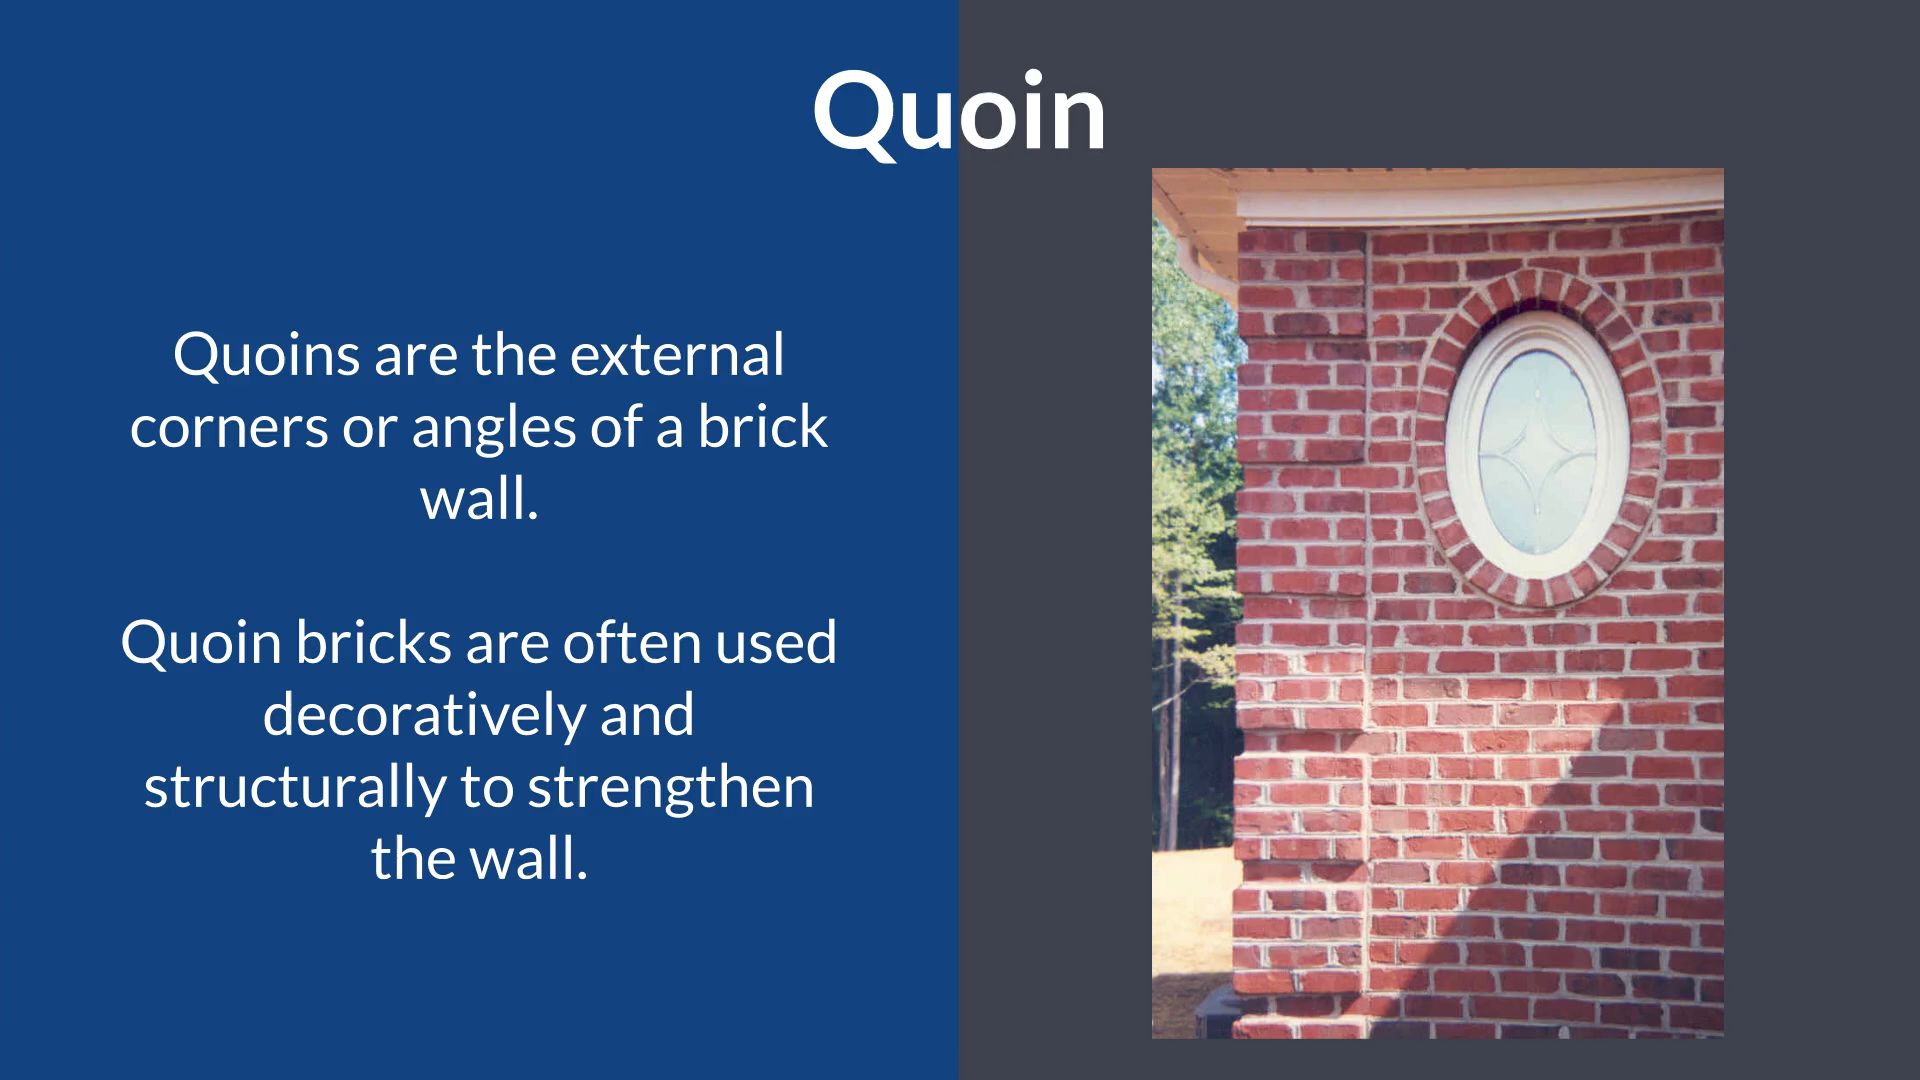 Quoin
Quoins are the external
corners or angles of a brick
wall.
Quoin bricks are often used
decoratively and
structurally to strengthen
the wall.